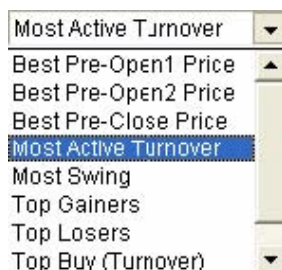 Most Active Turnover
Best Pre-Open1 Price
Best Pre-Open2 Price
Best Pre-Close Price
Most Active Turnover
Most Swing
Top Gainers
Top Losers
Top Buy (Turnover)